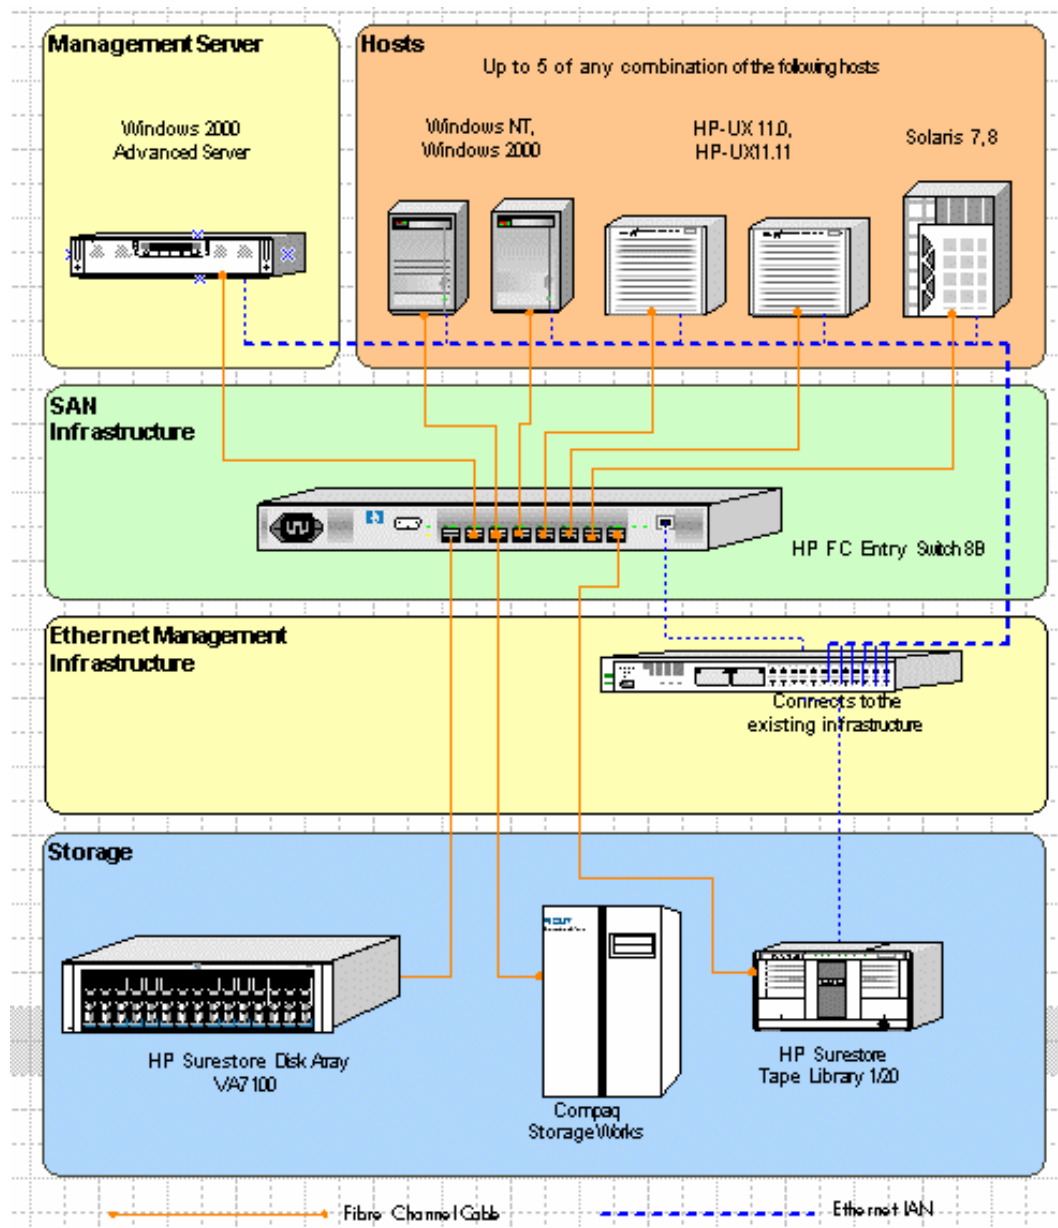 Management Server
Windows 2000
Advanced Server
Hosts
Up to 5 of any combination of the following hosts
Windows NT,
Windows 2000
HP-UX 11.0,
HP-UX11.11
Solaris 7,8
SAN
Infrastructure
HP FC Entry Switch 8B
Ethernet Management
Infrastructure
Connects to the
existing infrastructure
Storage
HP Surestore Disk Array
VA7100
Compaq
StorageWorks
HP Surestore
Tape Library 1/20
Fibre Channel Cable
Ethernet LAN